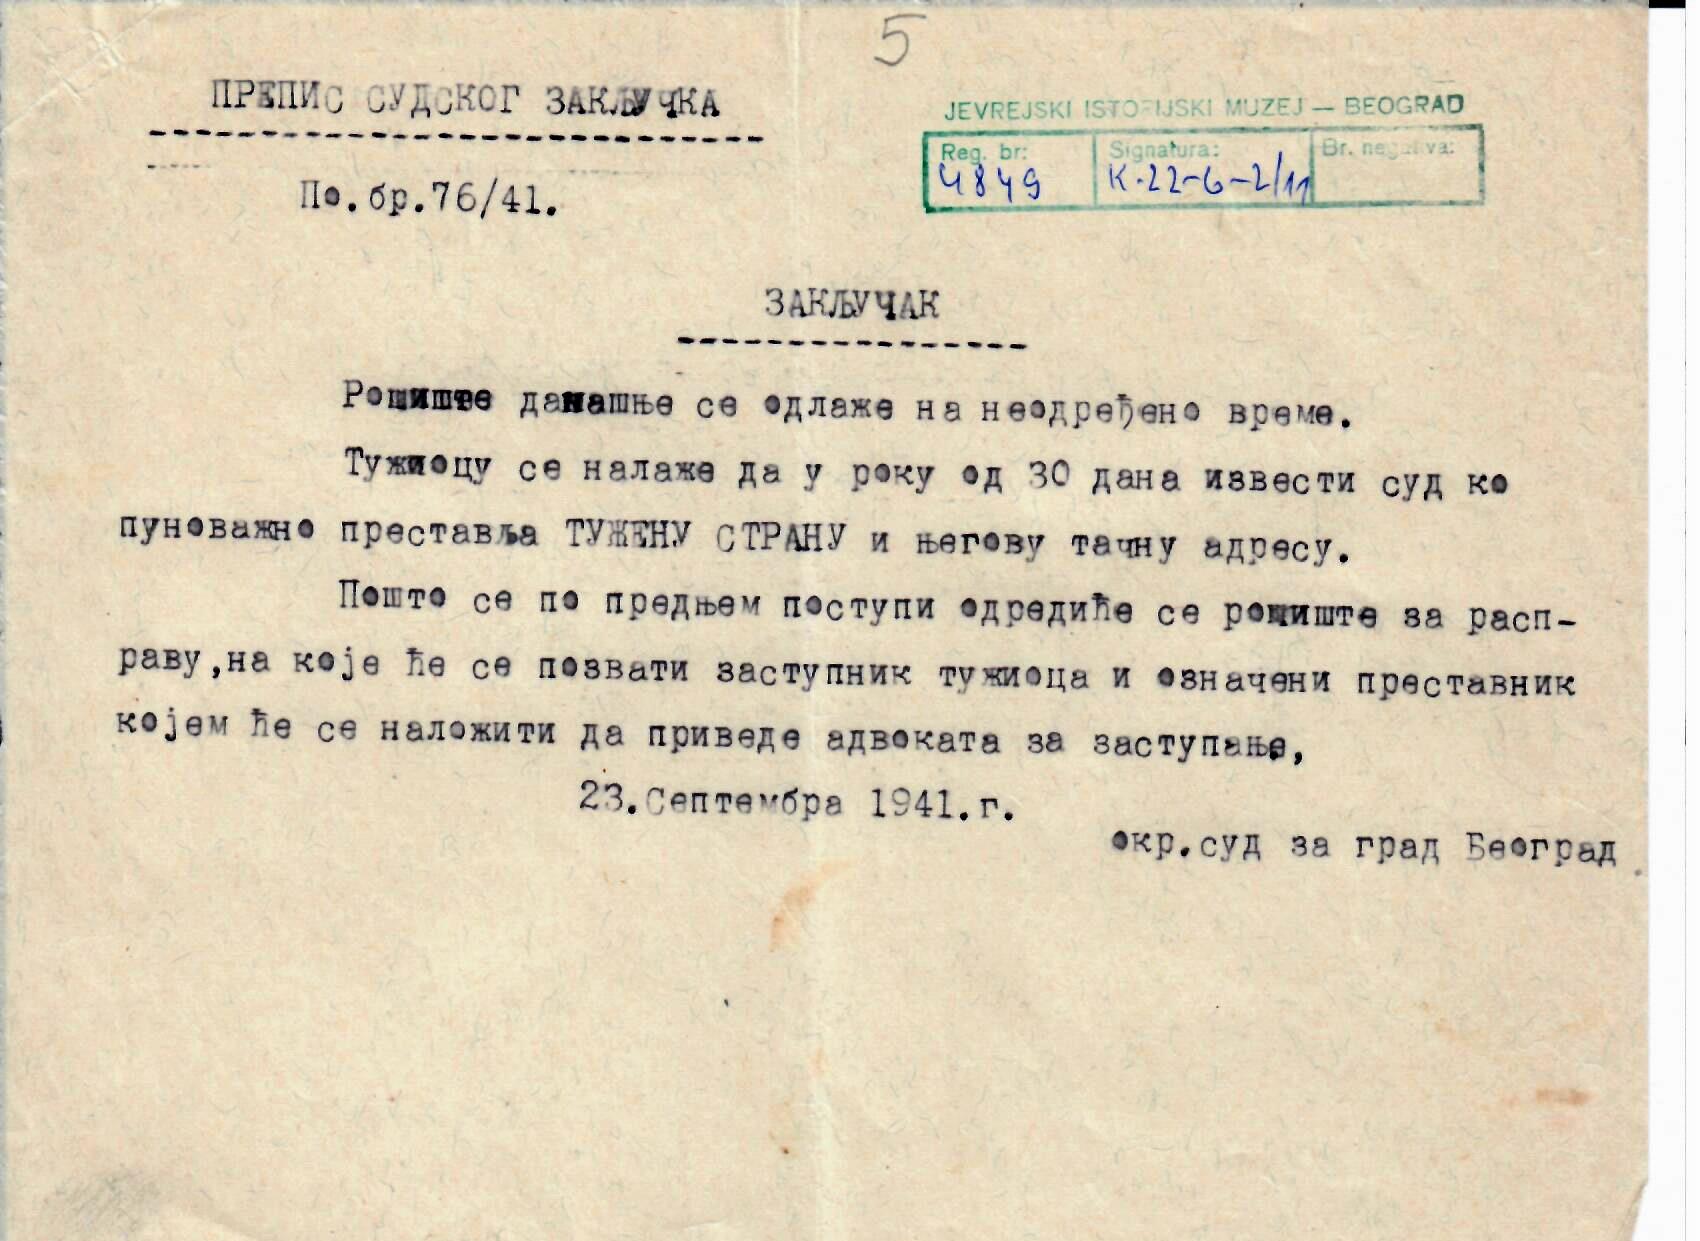 5
ПРЕПИС СУДСКОГ ЗАКЉУЧКА
JEVREJSKI ISTORIJSKI MUZEJ — BEOGRAD
Reg. br: Signatura: Br. negativa:
4849 K-22-6-2/11
По.бр.76/41.
ЗАКЉУЧАК
Рошиште данашње се одлаже на неодређено време.
Тужиоцу се налаже да у року од 30 дана извести суд ко
пуноважно преставља ТУЖЕНУ СТРАНУ и његову тачну адресу.
Пошто се по предњем поступи одредиће се рошиште за расп-
раву,на које ће се позвати заступник тужиоца и означени преставник
којем ће се наложити да приведе адвоката за заступање,
23.Септембра 1941.г.
окр.суд за град Београд